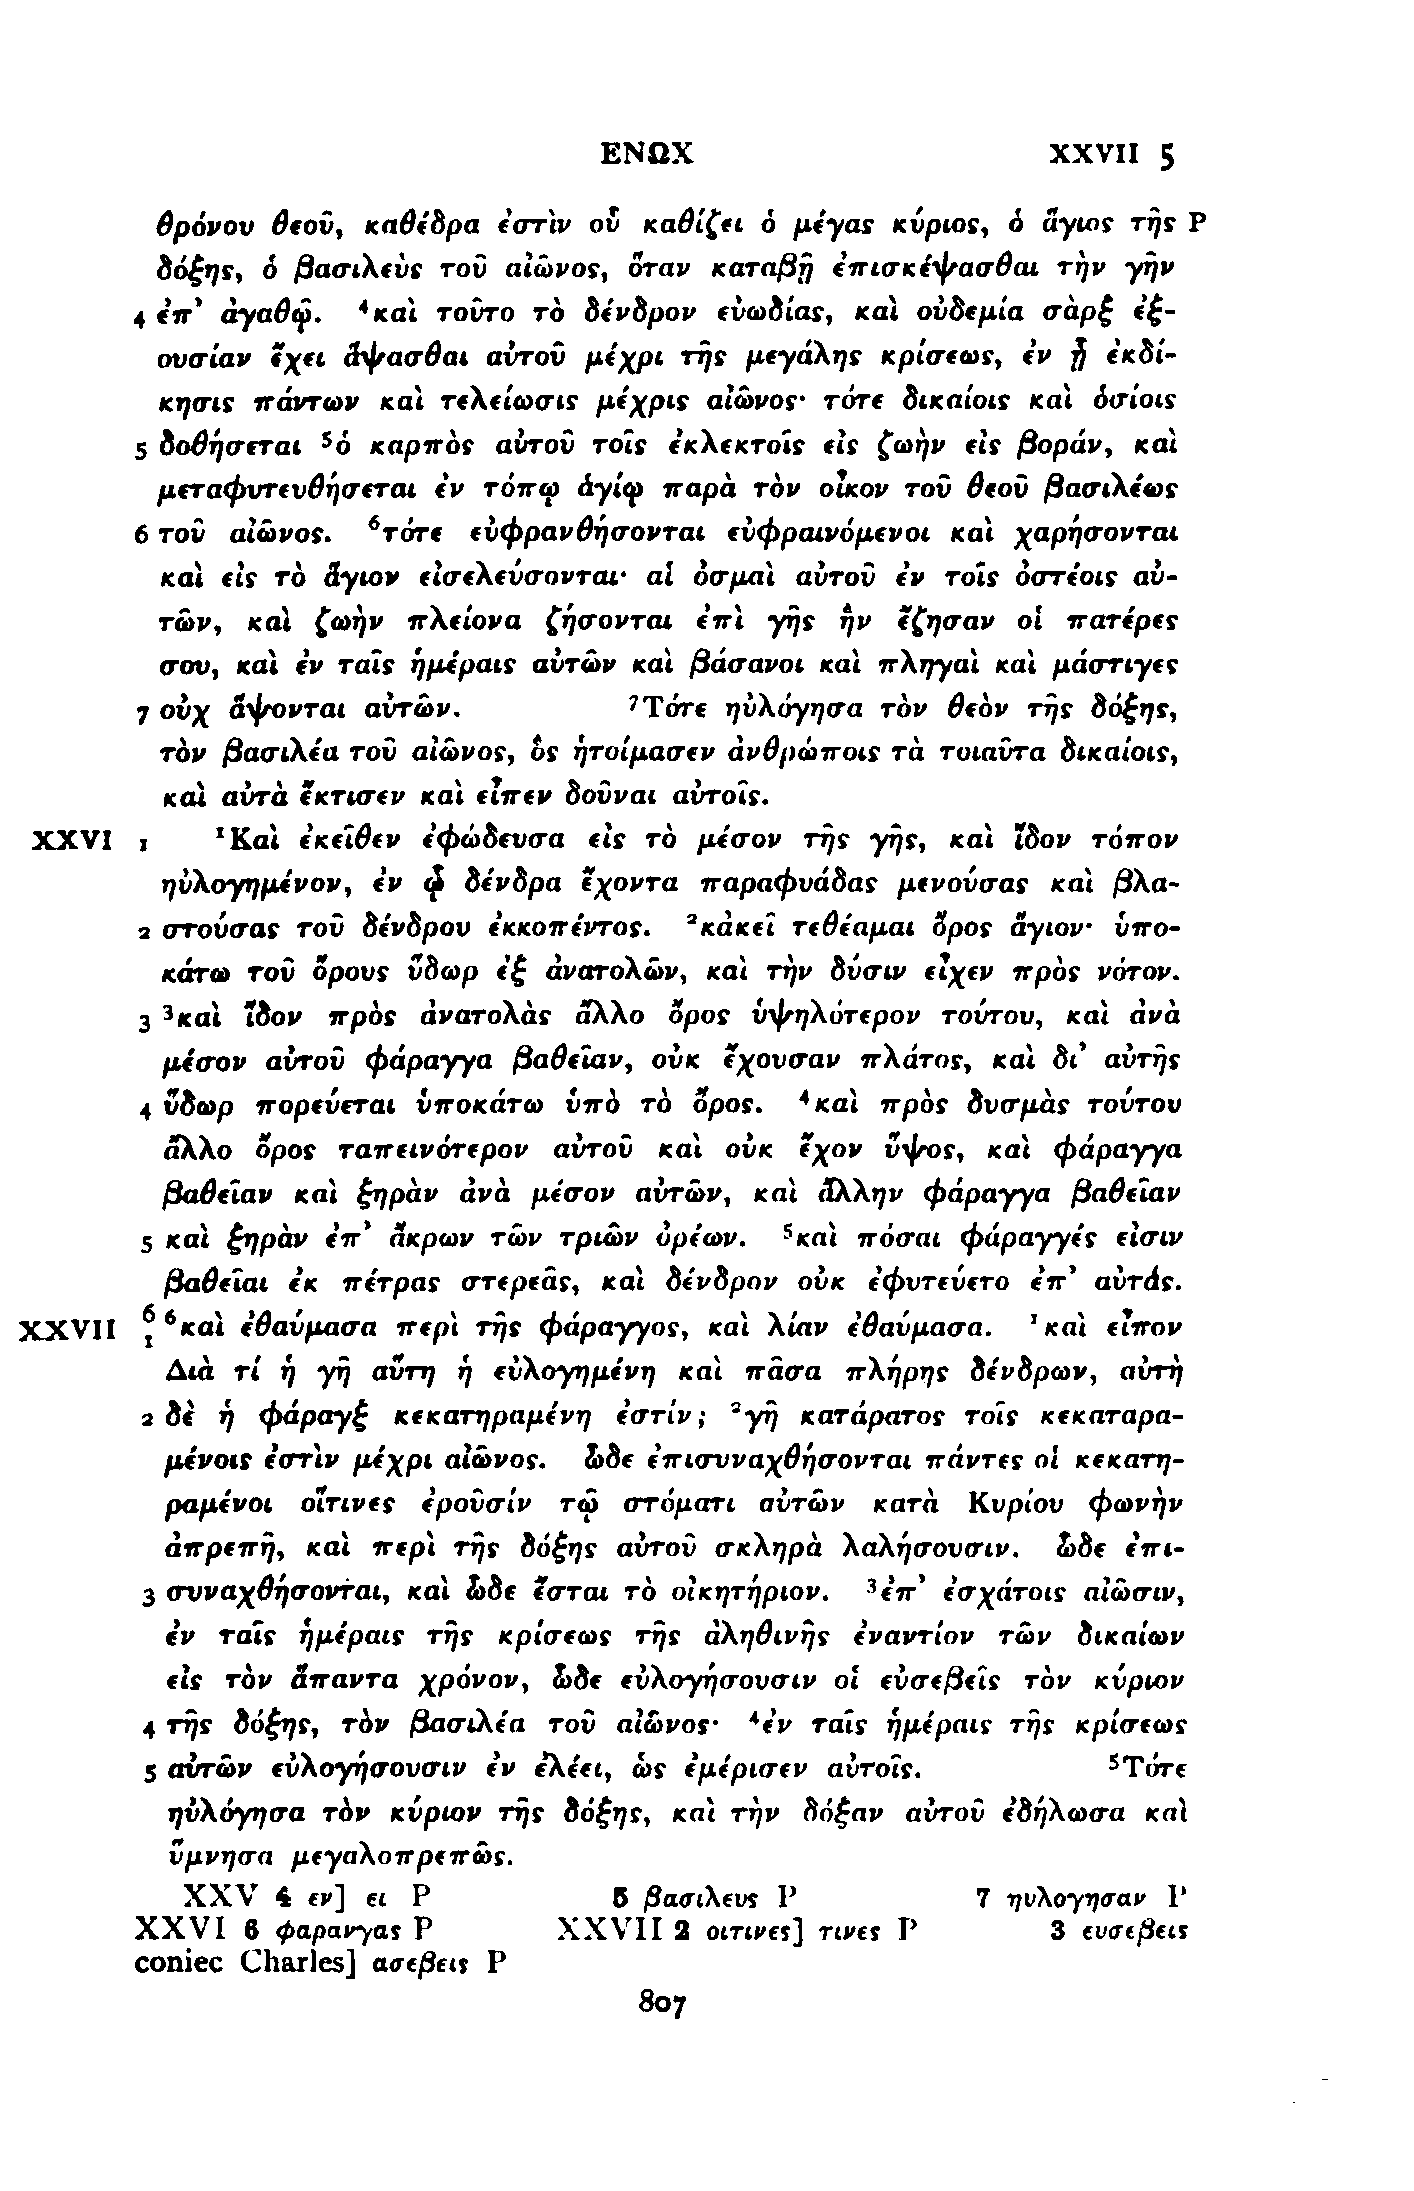 ΕΝΩΧ XXVII 5
θρόνου θεοῦ, καθέδρα ἐστὶν οὗ καθίζει ὁ μέγας κύριος, ὁ ἅγιος τῆς P
δόξης, ὁ βασιλεὺς τοῦ αἰῶνος, ὅταν καταβῇ ἐπισκέψασθαι τὴν γῆν
4 ἐπ’ ἀγαθῷ. ⁴καὶ τοῦτο τὸ δένδρον εὐωδίας, καὶ οὐδεμία σὰρξ ἐξ-
ουσίαν ἔχει ἅψασθαι αὐτοῦ μέχρι τῆς μεγάλης κρίσεως, ἐν ᾗ ἐκδί-
κησις πάντων καὶ τελείωσις μέχρις αἰῶνος· τότε δικαίοις καὶ ὁσίοις
5 δοθήσεται ⁵ὁ καρπὸς αὐτοῦ τοῖς ἐκλεκτοῖς εἰς ζωὴν εἰς βοράν, καὶ
μεταφυτευθήσεται ἐν τόπῳ ἁγίῳ παρὰ τὸν οἶκον τοῦ θεοῦ βασιλέως
6 τοῦ αἰῶνος. ⁶τότε εὐφρανθήσονται εὐφραινόμενοι καὶ χαρήσονται
καὶ εἰς τὸ ἅγιον εἰσελεύσονται· αἱ ὀσμαὶ αὐτοῦ ἐν τοῖς ὀστέοις αὐ-
τῶν, καὶ ζωὴν πλείονα ζήσονται ἐπὶ γῆς ἣν ἔζησαν οἱ πατέρες
σου, καὶ ἐν ταῖς ἡμέραις αὐτῶν καὶ βάσανοι καὶ πληγαὶ καὶ μάστιγες
7 οὐχ ἅψονται αὐτῶν. ⁷Τότε ηὐλόγησα τὸν θεὸν τῆς δόξης,
τὸν βασιλέα τοῦ αἰῶνος, ὃς ἡτοίμασεν ἀνθρώποις τὰ τοιαῦτα δικαίοις,
καὶ αὐτὰ ἔκτισεν καὶ εἶπεν δοῦναι αὐτοῖς.
XXVI 1 ¹Καὶ ἐκεῖθεν ἐφώδευσα εἰς τὸ μέσον τῆς γῆς, καὶ ἴδον τόπον
ηὐλογημένον, ἐν ᾧ δένδρα ἔχοντα παραφυάδας μενούσας καὶ βλα-
2 στούσας τοῦ δένδρου ἐκκοπέντος. ²κἀκεῖ τεθέαμαι ὄρος ἅγιον· ὑπο-
κάτω τοῦ ὄρους ὕδωρ ἐξ ἀνατολῶν, καὶ τὴν δύσιν εἶχεν πρὸς νότον.
3 ³καὶ ἴδον πρὸς ἀνατολὰς ἄλλο ὄρος ὑψηλότερον τούτου, καὶ ἀνὰ
μέσον αὐτοῦ φάραγγα βαθεῖαν, οὐκ ἔχουσαν πλάτος, καὶ δι’ αὐτῆς
4 ὕδωρ πορεύεται ὑποκάτω ὑπὸ τὸ ὄρος. ⁴καὶ πρὸς δυσμὰς τούτου
ἄλλο ὄρος ταπεινότερον αὐτοῦ καὶ οὐκ ἔχον ὕψος, καὶ φάραγγα
βαθεῖαν καὶ ξηρὰν ἀνὰ μέσον αὐτῶν, καὶ ἄλλην φάραγγα βαθεῖαν
5 καὶ ξηρὰν ἐπ’ ἄκρων τῶν τριῶν ὀρέων. ⁵καὶ πόσαι φάραγγές εἰσιν
βαθεῖαι ἐκ πέτρας στερεᾶς, καὶ δένδρον οὐκ ἐφυτεύετο ἐπ’ αὐτάς.
XXVII 6 1 ⁶καὶ ἐθαύμασα περὶ τῆς φάραγγος, καὶ λίαν ἐθαύμασα. ¹καὶ εἶπον
Διὰ τί ἡ γῆ αὕτη ἡ εὐλογημένη καὶ πᾶσα πλήρης δένδρων, αὐτὴ
2 δὲ ἡ φάραγξ κεκατηραμένη ἐστίν; ²γῆ κατάρατος τοῖς κεκαταρα-
μένοις ἐστὶν μέχρι αἰῶνος. ὧδε ἐπισυναχθήσονται πάντες οἱ κεκατη-
ραμένοι οἵτινες ἐροῦσίν τῷ στόματι αὐτῶν κατὰ Κυρίου φωνὴν
ἀπρεπῆ, καὶ περὶ τῆς δόξης αὐτοῦ σκληρὰ λαλήσουσιν. ὧδε ἐπι-
3 συναχθήσονται, καὶ ὧδε ἔσται τὸ οἰκητήριον. ³ἐπ’ ἐσχάτοις αἰῶσιν,
ἐν ταῖς ἡμέραις τῆς κρίσεως τῆς ἀληθινῆς ἐναντίον τῶν δικαίων
εἰς τὸν ἅπαντα χρόνον, ὧδε εὐλογήσουσιν οἱ εὐσεβεῖς τὸν κύριον
4 τῆς δόξης, τὸν βασιλέα τοῦ αἰῶνος· ⁴ἐν ταῖς ἡμέραις τῆς κρίσεως
5 αὐτῶν εὐλογήσουσιν ἐν ἐλέει, ὡς ἐμέρισεν αὐτοῖς. ⁵Τότε
ηὐλόγησα τὸν κύριον τῆς δόξης, καὶ τὴν δόξαν αὐτοῦ ἐδήλωσα καὶ
ὕμνησα μεγαλοπρεπῶς.
XXV 4 εν] ει P 5 βασιλευς P 7 ηυλογησαν P
XXVI 6 φαρανγας P XXVII 2 οιτινες] τινες P 3 ευσεβεις
coniec Charles] ασεβεις P
807